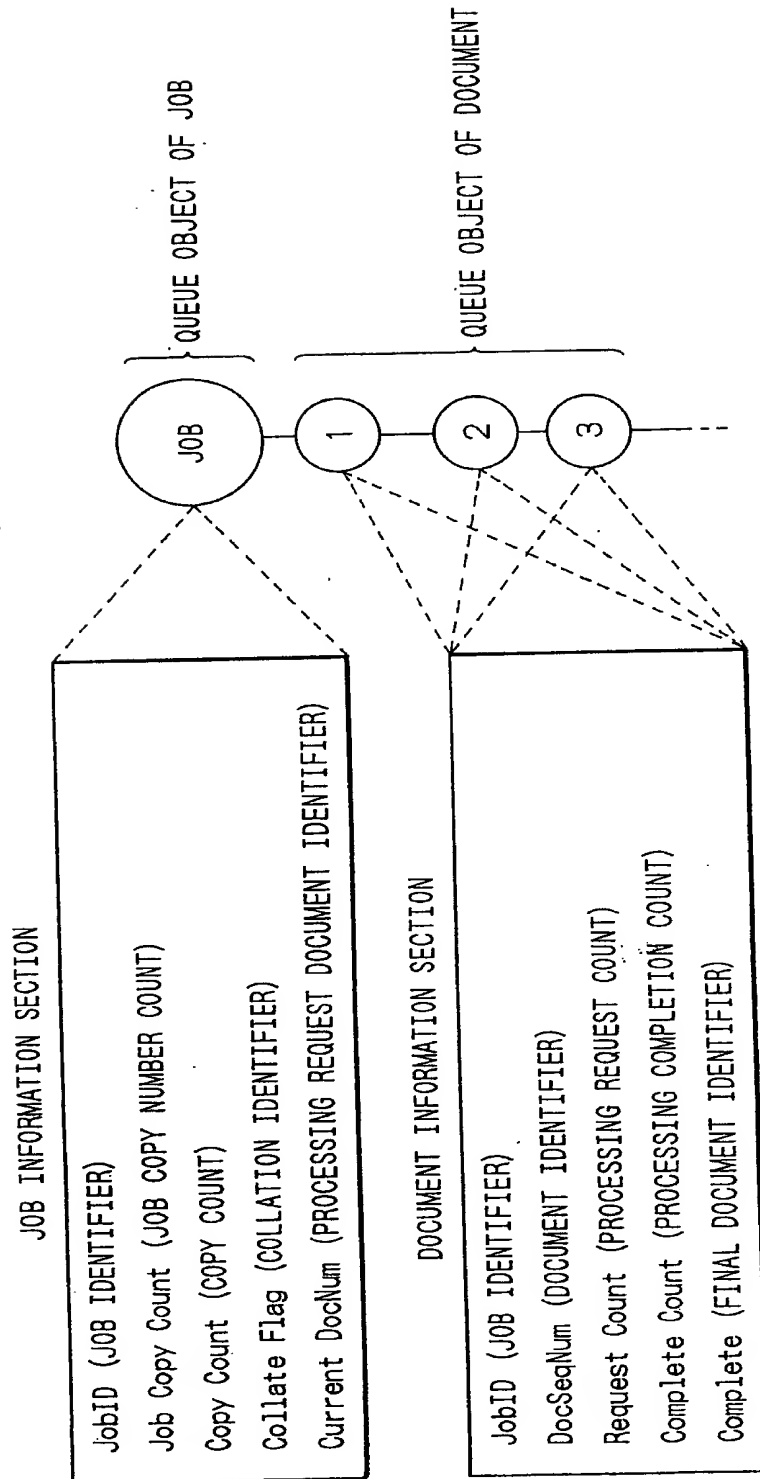 JOB INFORMATION SECTION
JobID (JOB IDENTIFIER)
Job Copy Count (JOB COPY NUMBER COUNT)
Copy Count (COPY COUNT)
Collate Flag (COLLATION IDENTIFIER)
Current DocNum (PROCESSING REQUEST DOCUMENT IDENTIFIER)
DOCUMENT INFORMATION SECTION
JobID (JOB IDENTIFIER)
DocSeqNum (DOCUMENT IDENTIFIER)
Request Count (PROCESSING REQUEST COUNT)
Complete Count (PROCESSING COMPLETION COUNT)
Complete (FINAL DOCUMENT IDENTIFIER)
JOB
1
2
3
QUEUE OBJECT OF JOB
QUEUE OBJECT OF DOCUMENT